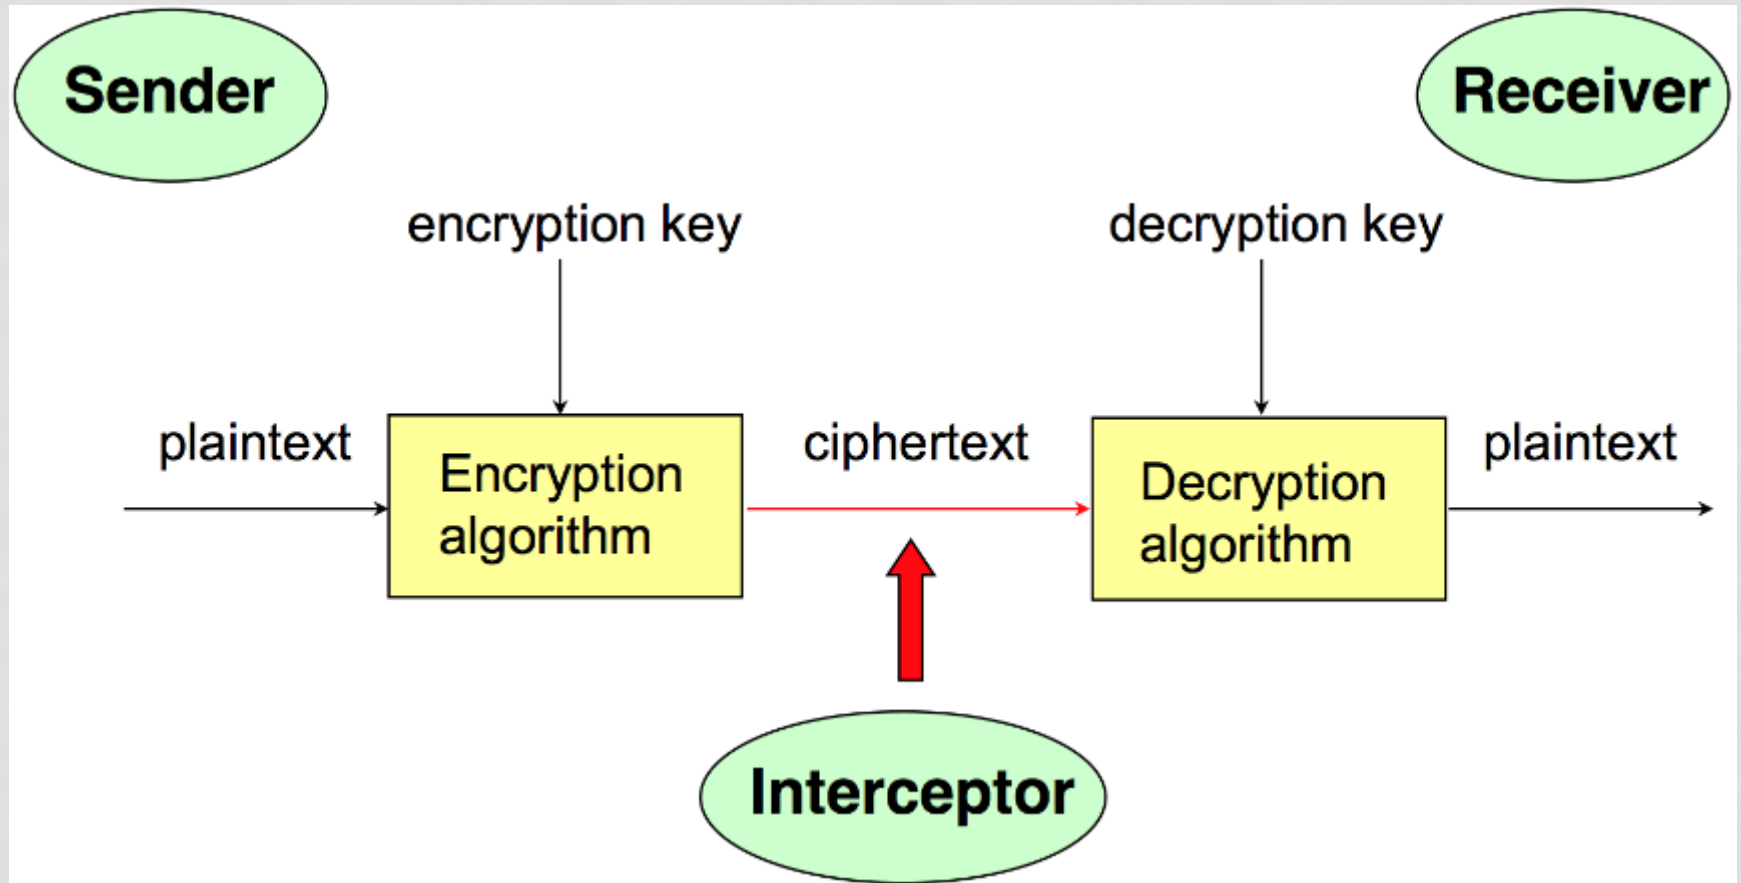 Sender
Receiver
encryption key
decryption key
plaintext
Encryption
algorithm
ciphertext
Decryption
algorithm
plaintext
Interceptor